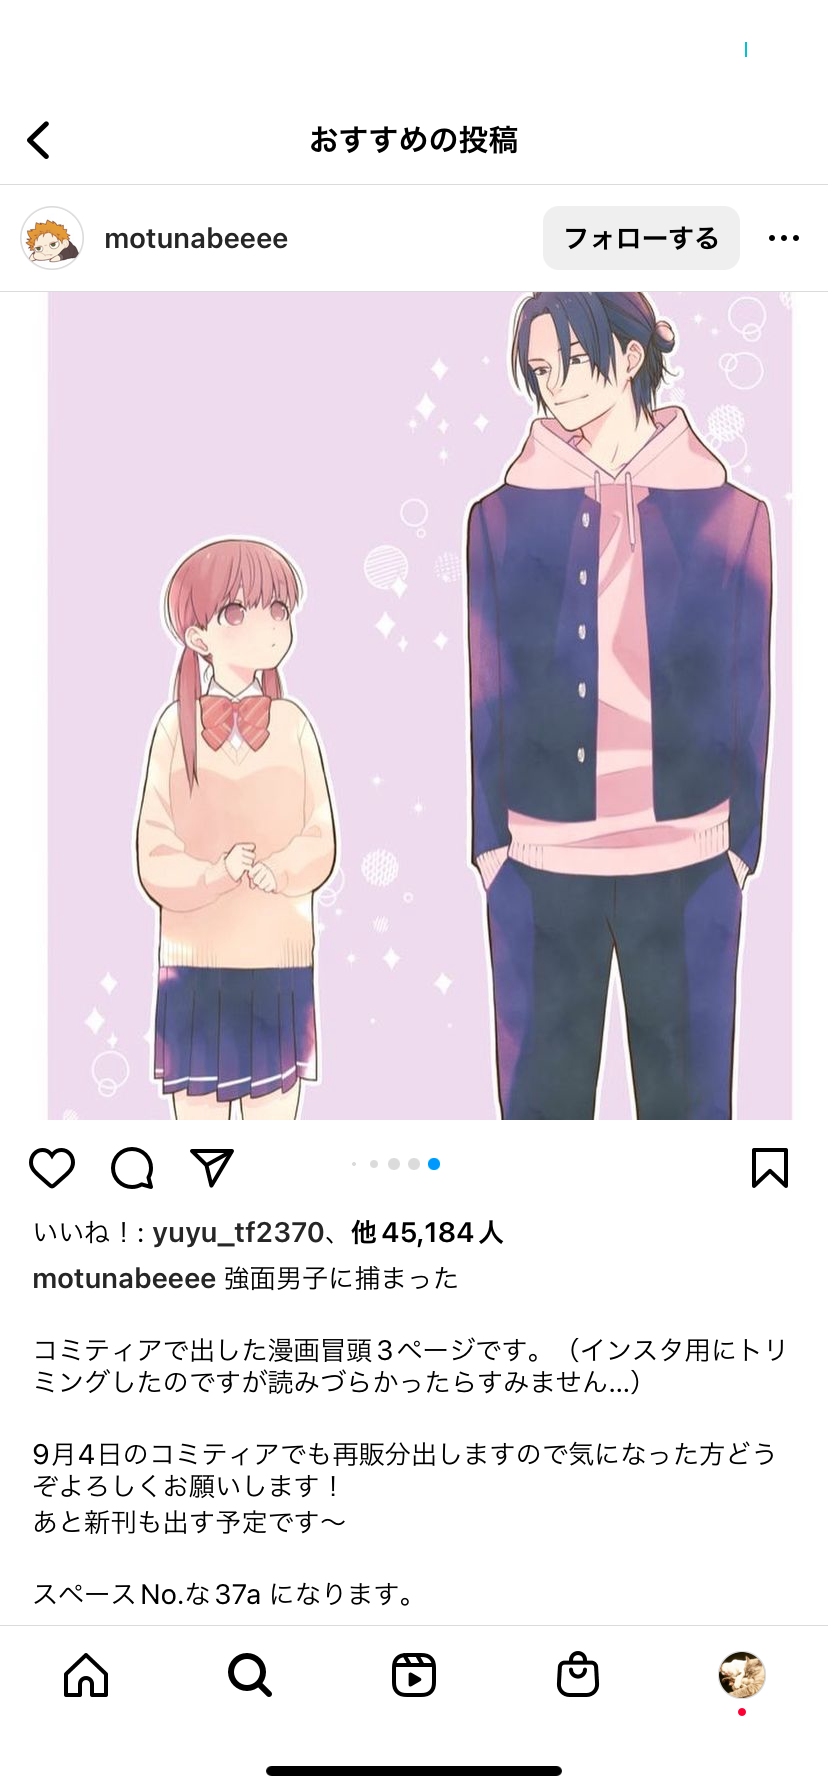 おすすめの投稿
motunabeeee
フォローする
いいね！: yuyu_tf2370、他45,184人
motunabeeee 強面男子に捕まった
コミティアで出した漫画冒頭３ページです。（インスタ用にトリ
ミングしたのですが読みづらかったらすみません...）
9月4日のコミティアでも再販分出しますので気になった方どう
ぞよろしくお願いします！
あと新刊も出す予定です〜
スペースNo.な37a になります。